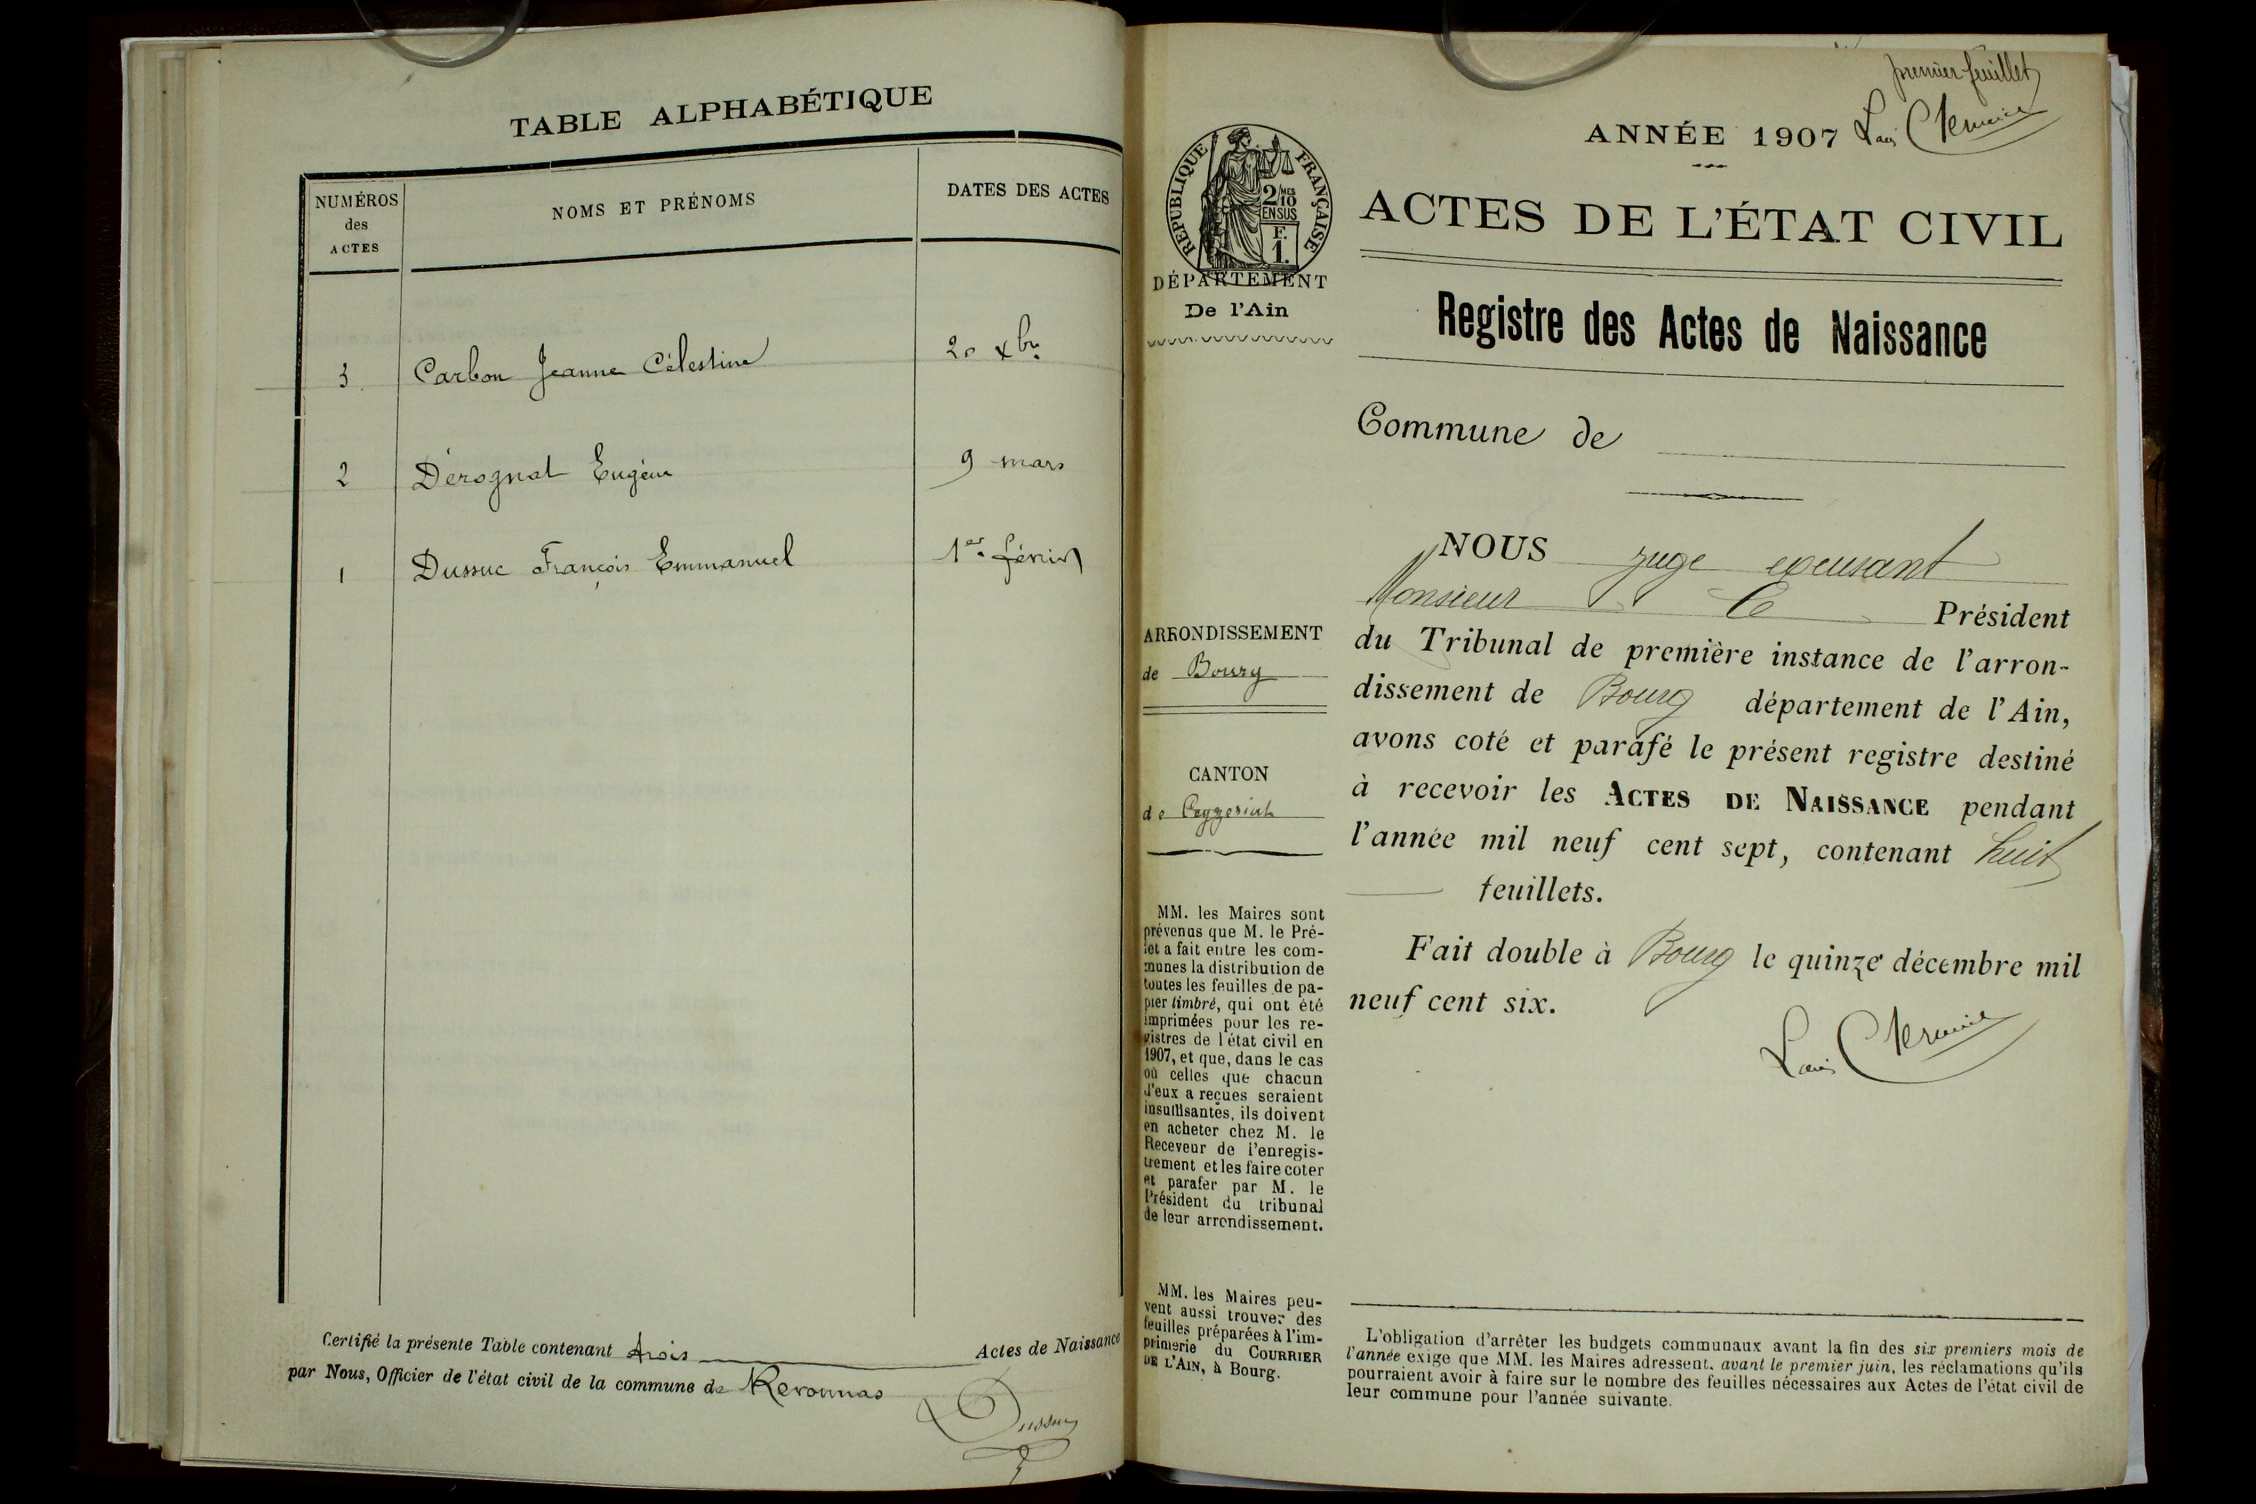 TABLE ALPHABÉTIQUE
NUMÉROS
des
ACTES
NOMS ET PRÉNOMS
DATES DES ACTES
3 Carbon Jeanne Célestine 20 xbre
2 Dérognat Eugène 9 mars
1 Dussuc François Emmanuel 1er février
Certifié la présente Table contenant trois Actes de Naissance
par Nous, Officier de l'état civil de la commune de Revonnas
Dussuc
RÉPUBLIQUE FRANÇAISE
2/10 MES
EN SUS
F.
1.
DÉPARTEMENT
De l'Ain
ARRONDISSEMENT
de Bourg
CANTON
de Ceyzériat
MM. les Maires sont
prévenus que M. le Pré-
fet a fait entre les com-
munes la distribution de
toutes les feuilles de pa-
pier timbré, qui ont été
imprimées pour les re-
gistres de l'état civil en
1907, et que, dans le cas
où celles que chacun
d'eux a reçues seraient
insuffisantes, ils doivent
en acheter chez M. le
Receveur de l'enregis-
trement et les faire coter
et parafer par M. le
Président du tribunal
de leur arrondissement.
MM. les Maires peu-
vent aussi trouver des
feuilles préparées à l'im-
primerie du COURRIER
DE L'AIN, à Bourg.
premier feuillet
ANNÉE 1907
ACTES DE L'ÉTAT CIVIL
Registre des Actes de Naissance
Commune de
NOUS juge excusant
Monsieur le Président
du Tribunal de première instance de l'arron-
dissement de Bourg département de l'Ain,
avons coté et parafé le présent registre destiné
à recevoir les ACTES DE NAISSANCE pendant
l'année mil neuf cent sept, contenant huit
feuillets.
Fait double à Bourg le quinze décembre mil
neuf cent six.
L'obligation d'arrêter les budgets communaux avant la fin des six premiers mois de
l'année exige que MM. les Maires adressent, avant le premier juin, les réclamations qu'ils
pourraient avoir à faire sur le nombre des feuilles nécessaires aux Actes de l'état civil de
leur commune pour l'année suivante.